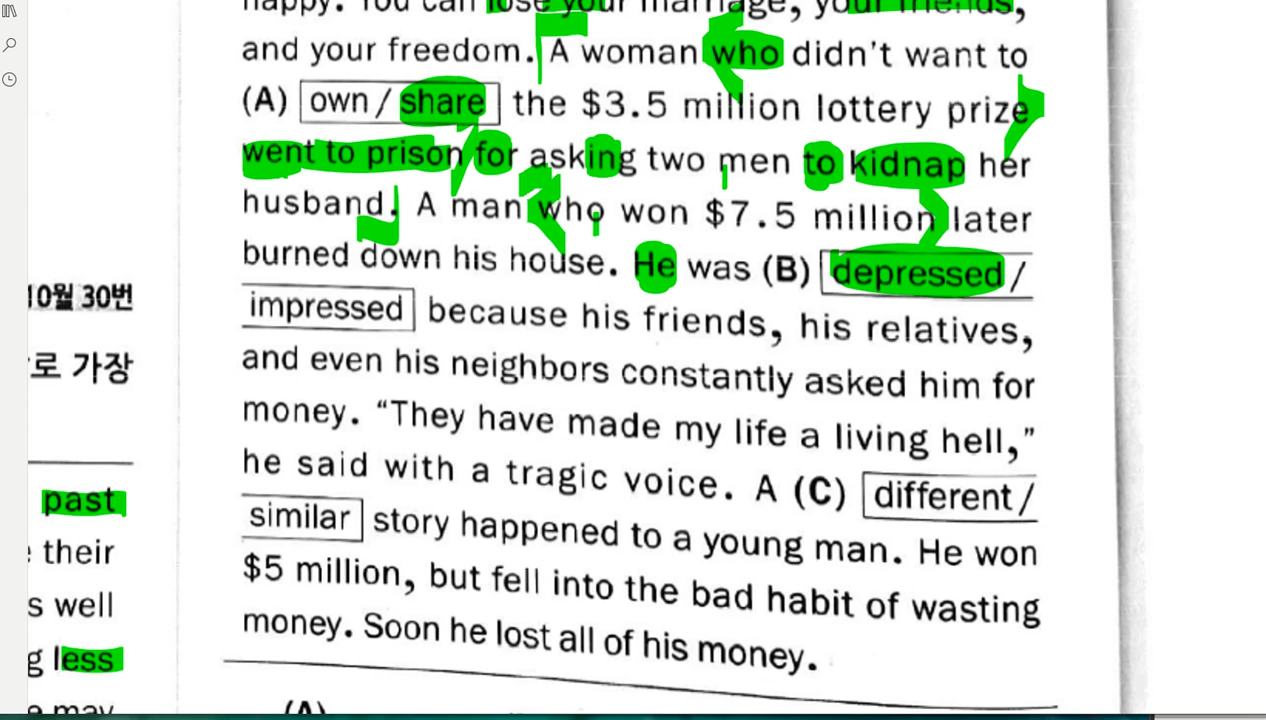 happy. You can lose your marriage, your friends,
and your freedom. A woman who didn't want to
(A) own / share the $3.5 million lottery prize
went to prison for asking two men to kidnap her
husband. A man who won $7.5 million later
burned down his house. He was (B) depressed /
impressed because his friends, his relatives,
and even his neighbors constantly asked him for
money. “They have made my life a living hell,”
he said with a tragic voice. A (C) different /
similar story happened to a young man. He won
$5 million, but fell into the bad habit of wasting
money. Soon he lost all of his money.
(A)
10월 30번
로 가장
past
their
s well
g less
may